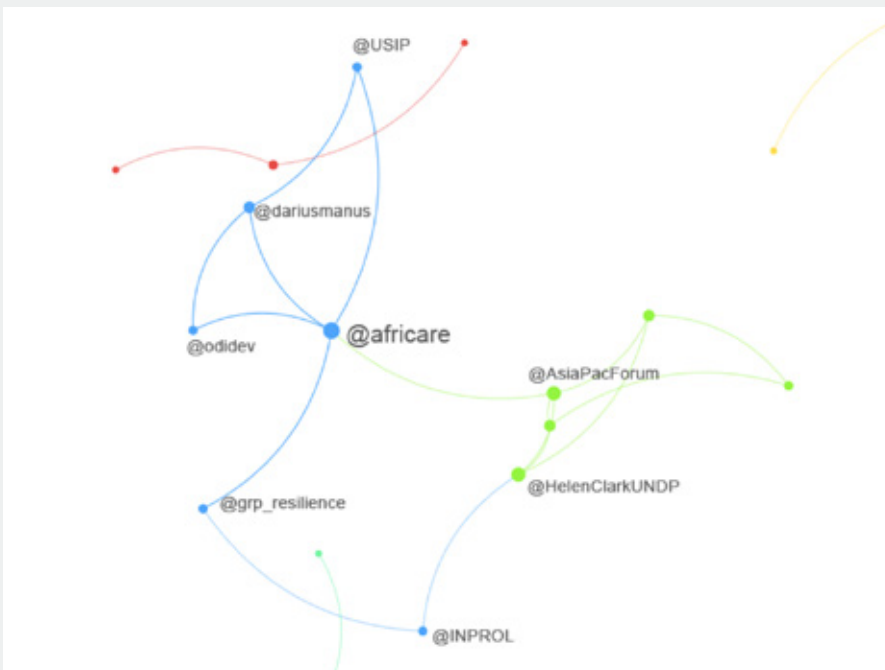 @USIP
@dariusmanus
@africare
@odidev
@AsiaPacForum
@HelenClarkUNDP
@grp_resilience
@INPROL